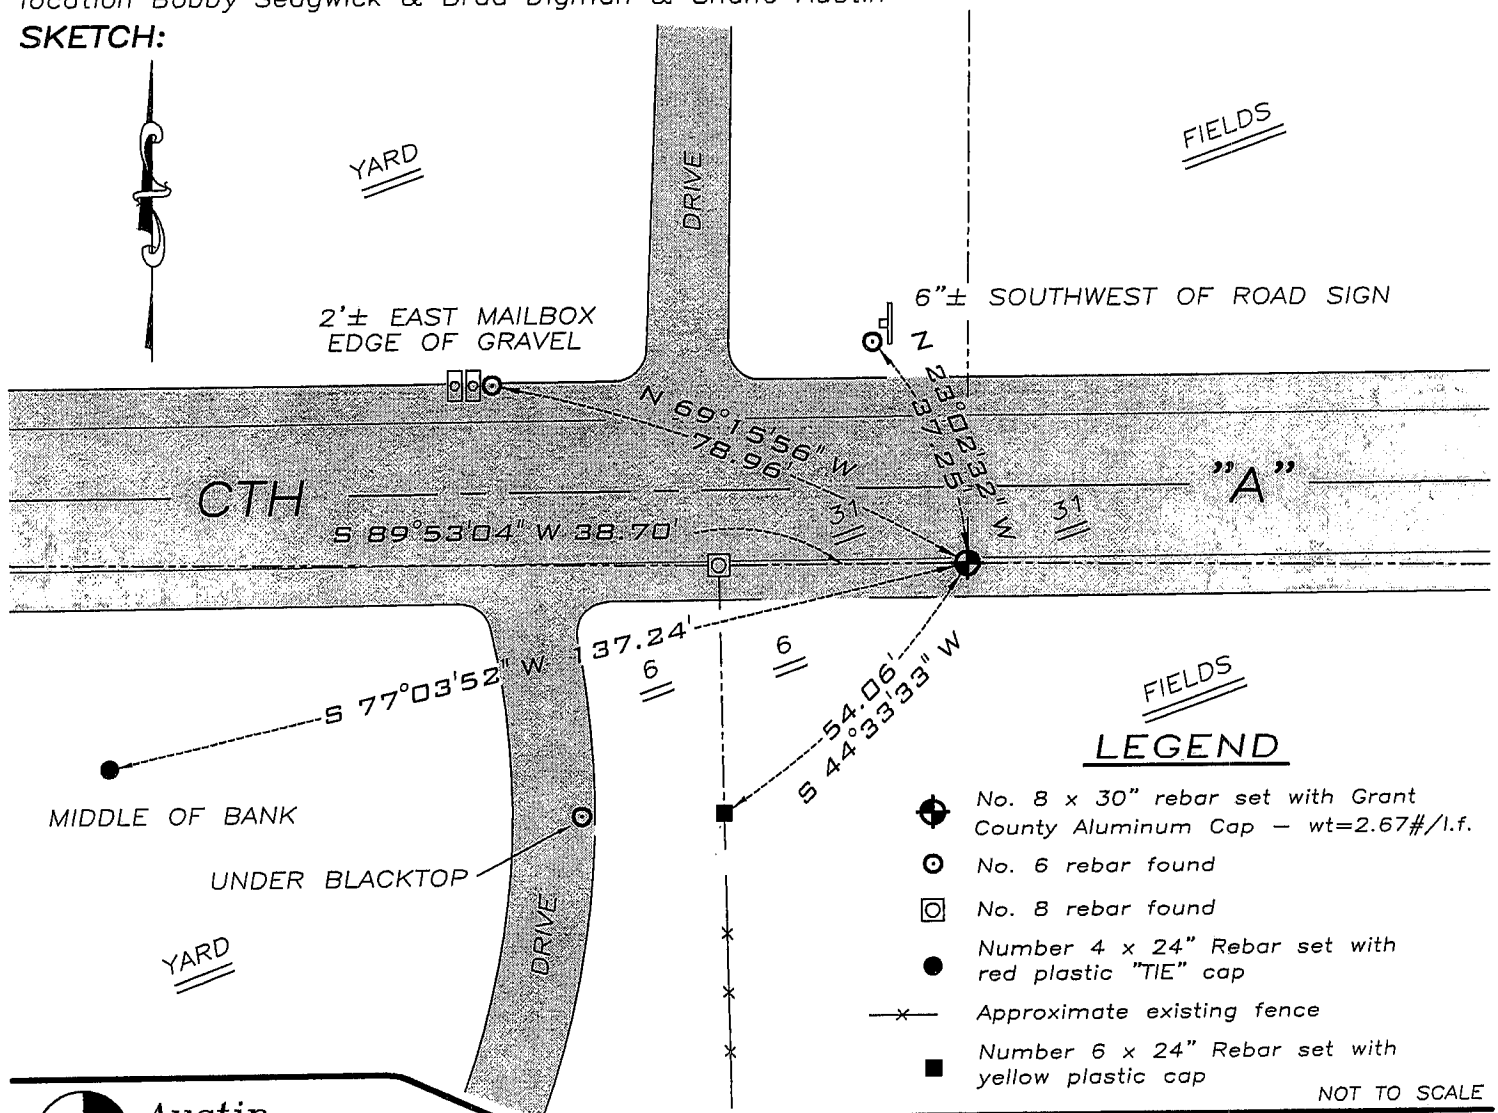 SKETCH:
YARD
DRIVE
FIELDS
2'± EAST MAILBOX
EDGE OF GRAVEL
6"± SOUTHWEST OF ROAD SIGN
N 69°15'56" W
78.96'
N 23°02'32" W
37.25'
CTH
"A"
31
31
S 89°53'04" W 38.70'
S 77°03'52" W 137.24'
6
6
54.06'
S 44°33'33" W
FIELDS
MIDDLE OF BANK
UNDER BLACKTOP
DRIVE
YARD
LEGEND
No. 8 x 30" rebar set with Grant
County Aluminum Cap – wt=2.67#/l.f.
No. 6 rebar found
No. 8 rebar found
Number 4 x 24" Rebar set with
red plastic "TIE" cap
Approximate existing fence
Number 6 x 24" Rebar set with
yellow plastic cap
NOT TO SCALE